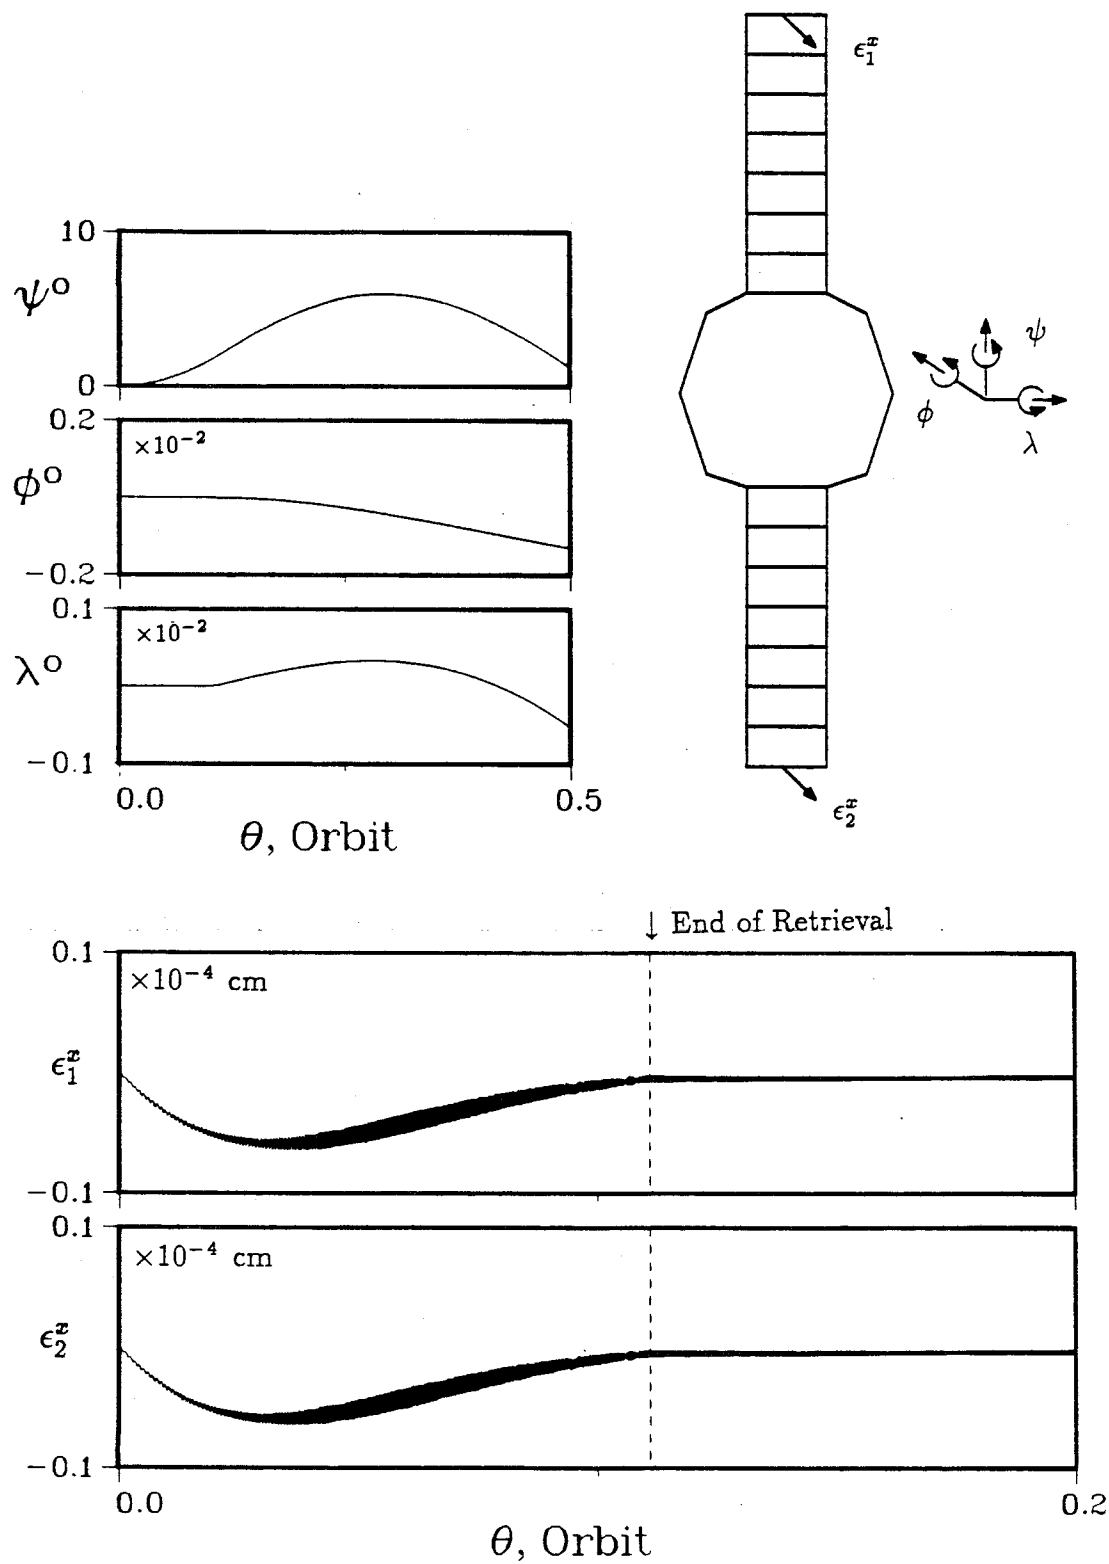 ϵ₁ˣ
10
ψ°
0
0.2
×10⁻²
φ°
−0.2
0.1
×10⁻²
λ°
−0.1
0.0
0.5
θ, Orbit
ψ
φ
λ
ϵ₂ˣ
↓ End of Retrieval
0.1
×10⁻⁴ cm
ϵ₁ˣ
−0.1
0.1
×10⁻⁴ cm
ϵ₂ˣ
−0.1
0.0
0.2
θ, Orbit